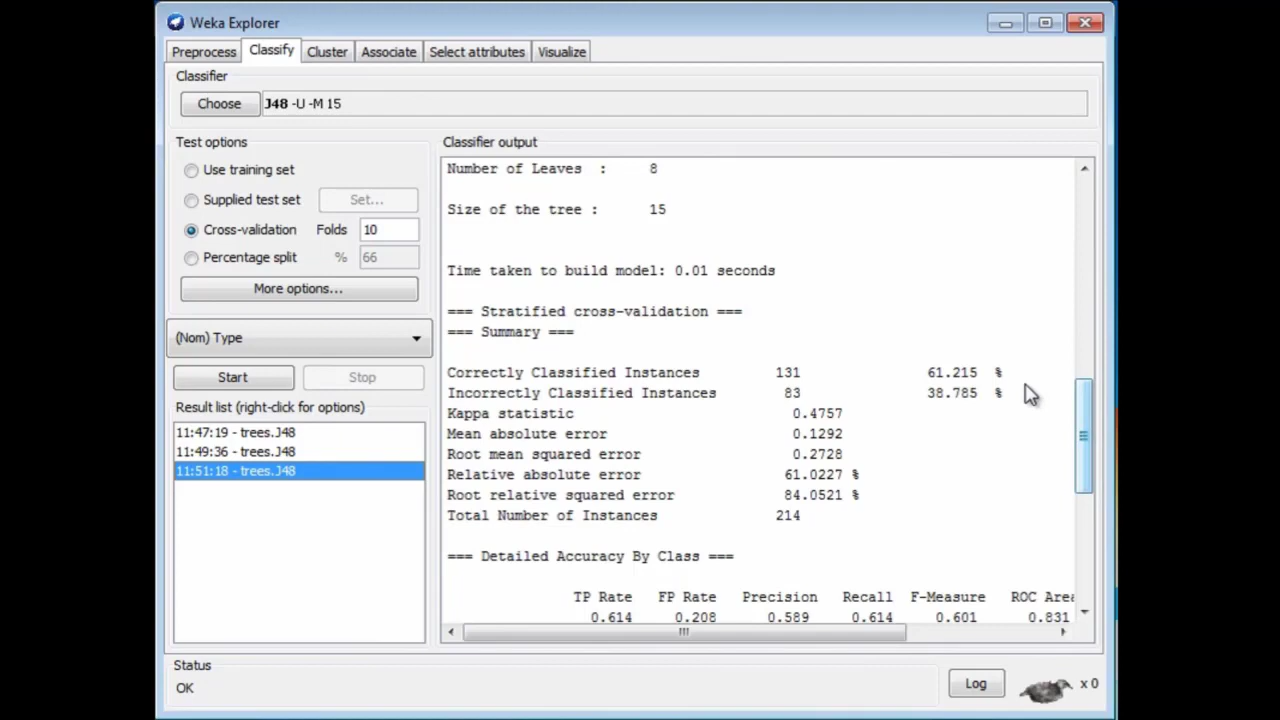 Weka Explorer
Preprocess Classify Cluster Associate Select attributes Visualize
Classifier
Choose J48 -U -M 15
Test options
Use training set
Supplied test set Set...
Cross-validation Folds 10
Percentage split % 66
More options...
(Nom) Type
Start Stop
Result list (right-click for options)
11:47:19 - trees.J48
11:49:36 - trees.J48
11:51:18 - trees.J48
Classifier output
Number of Leaves : 8
Size of the tree : 15
Time taken to build model: 0.01 seconds
=== Stratified cross-validation ===
=== Summary ===
Correctly Classified Instances 131 61.215 %
Incorrectly Classified Instances 83 38.785 %
Kappa statistic 0.4757
Mean absolute error 0.1292
Root mean squared error 0.2728
Relative absolute error 61.0227 %
Root relative squared error 84.0521 %
Total Number of Instances 214
=== Detailed Accuracy By Class ===
TP Rate FP Rate Precision Recall F-Measure ROC Area
0.614 0.208 0.589 0.614 0.601 0.831
Status
OK
Log
x 0